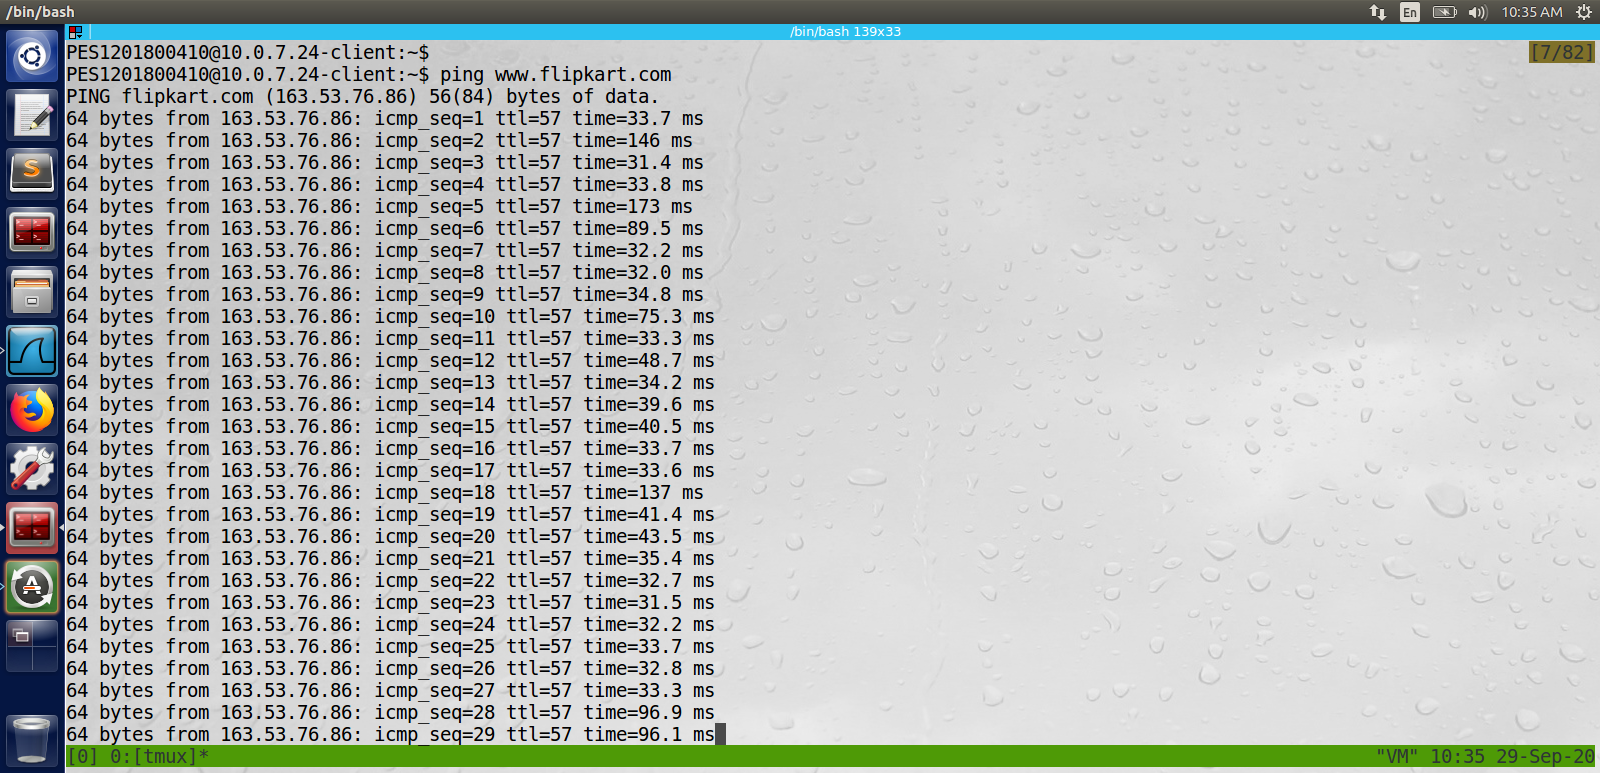 /bin/bash
En
10:35 AM
/bin/bash 139x33
PES1201800410@10.0.7.24-client:~$
[7/82]
PES1201800410@10.0.7.24-client:~$ ping www.flipkart.com
PING flipkart.com (163.53.76.86) 56(84) bytes of data.
64 bytes from 163.53.76.86: icmp_seq=1 ttl=57 time=33.7 ms
64 bytes from 163.53.76.86: icmp_seq=2 ttl=57 time=146 ms
64 bytes from 163.53.76.86: icmp_seq=3 ttl=57 time=31.4 ms
64 bytes from 163.53.76.86: icmp_seq=4 ttl=57 time=33.8 ms
64 bytes from 163.53.76.86: icmp_seq=5 ttl=57 time=173 ms
64 bytes from 163.53.76.86: icmp_seq=6 ttl=57 time=89.5 ms
64 bytes from 163.53.76.86: icmp_seq=7 ttl=57 time=32.2 ms
64 bytes from 163.53.76.86: icmp_seq=8 ttl=57 time=32.0 ms
64 bytes from 163.53.76.86: icmp_seq=9 ttl=57 time=34.8 ms
64 bytes from 163.53.76.86: icmp_seq=10 ttl=57 time=75.3 ms
64 bytes from 163.53.76.86: icmp_seq=11 ttl=57 time=33.3 ms
64 bytes from 163.53.76.86: icmp_seq=12 ttl=57 time=48.7 ms
64 bytes from 163.53.76.86: icmp_seq=13 ttl=57 time=34.2 ms
64 bytes from 163.53.76.86: icmp_seq=14 ttl=57 time=39.6 ms
64 bytes from 163.53.76.86: icmp_seq=15 ttl=57 time=40.5 ms
64 bytes from 163.53.76.86: icmp_seq=16 ttl=57 time=33.7 ms
64 bytes from 163.53.76.86: icmp_seq=17 ttl=57 time=33.6 ms
64 bytes from 163.53.76.86: icmp_seq=18 ttl=57 time=137 ms
64 bytes from 163.53.76.86: icmp_seq=19 ttl=57 time=41.4 ms
64 bytes from 163.53.76.86: icmp_seq=20 ttl=57 time=43.5 ms
64 bytes from 163.53.76.86: icmp_seq=21 ttl=57 time=35.4 ms
64 bytes from 163.53.76.86: icmp_seq=22 ttl=57 time=32.7 ms
64 bytes from 163.53.76.86: icmp_seq=23 ttl=57 time=31.5 ms
64 bytes from 163.53.76.86: icmp_seq=24 ttl=57 time=32.2 ms
64 bytes from 163.53.76.86: icmp_seq=25 ttl=57 time=33.7 ms
64 bytes from 163.53.76.86: icmp_seq=26 ttl=57 time=32.8 ms
64 bytes from 163.53.76.86: icmp_seq=27 ttl=57 time=33.3 ms
64 bytes from 163.53.76.86: icmp_seq=28 ttl=57 time=96.9 ms
64 bytes from 163.53.76.86: icmp_seq=29 ttl=57 time=96.1 ms
[0] 0:[tmux]*
"VM" 10:35 29-Sep-20